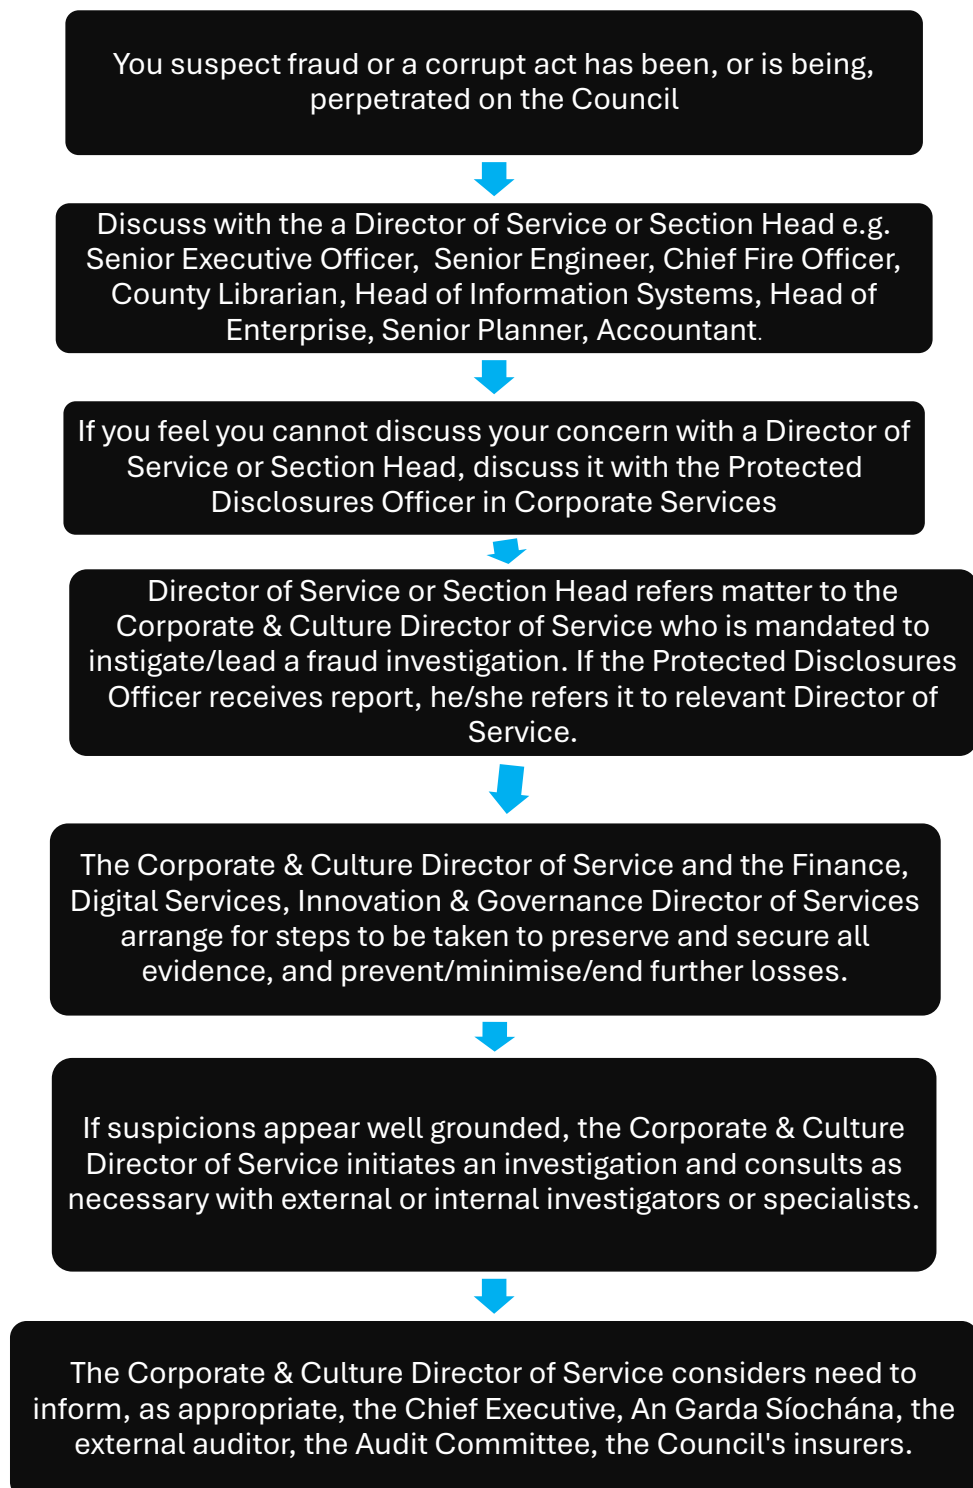 You suspect fraud or a corrupt act has been, or is being,
perpetrated on the Council
Discuss with the a Director of Service or Section Head e.g.
Senior Executive Officer, Senior Engineer, Chief Fire Officer,
County Librarian, Head of Information Systems, Head of
Enterprise, Senior Planner, Accountant.
If you feel you cannot discuss your concern with a Director of
Service or Section Head, discuss it with the Protected
Disclosures Officer in Corporate Services
Director of Service or Section Head refers matter to the
Corporate & Culture Director of Service who is mandated to
instigate/lead a fraud investigation. If the Protected Disclosures
Officer receives report, he/she refers it to relevant Director of
Service.
The Corporate & Culture Director of Service and the Finance,
Digital Services, Innovation & Governance Director of Services
arrange for steps to be taken to preserve and secure all
evidence, and prevent/minimise/end further losses.
If suspicions appear well grounded, the Corporate & Culture
Director of Service initiates an investigation and consults as
necessary with external or internal investigators or specialists.
The Corporate & Culture Director of Service considers need to
inform, as appropriate, the Chief Executive, An Garda Síochána, the
external auditor, the Audit Committee, the Council's insurers.